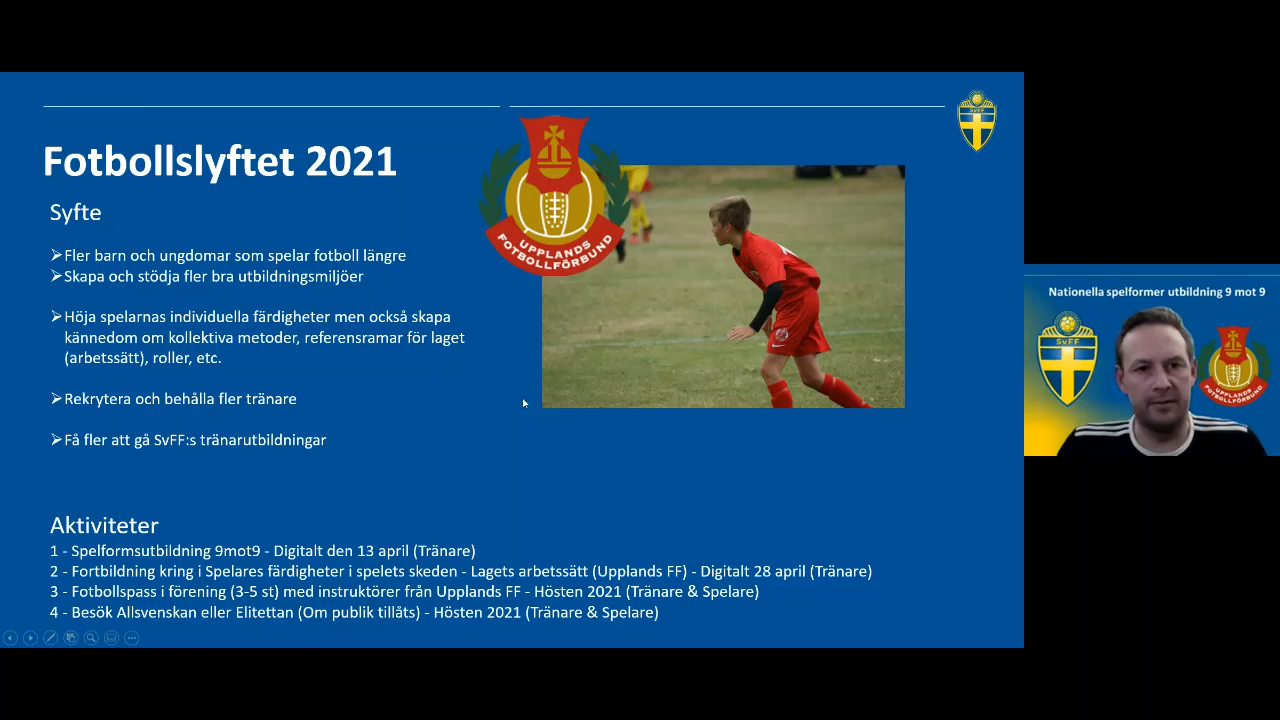 Fotbollslyftet 2021
Syfte
Fler barn och ungdomar som spelar fotboll längre
Skapa och stödja fler bra utbildningsmiljöer
Höja spelarnas individuella färdigheter men också skapa
kännedom om kollektiva metoder, referensramar för laget
(arbetssätt), roller, etc.
Rekrytera och behålla fler tränare
Få fler att gå SvFF:s tränarutbildningar
Aktiviteter
1 - Spelformsutbildning 9mot9 - Digitalt den 13 april (Tränare)
2 - Fortbildning kring i Spelares färdigheter i spelets skeden - Lagets arbetssätt (Upplands FF) - Digitalt 28 april (Tränare)
3 - Fotbollspass i förening (3-5 st) med instruktörer från Upplands FF - Hösten 2021 (Tränare & Spelare)
4 - Besök Allsvenskan eller Elitettan (Om publik tillåts) - Hösten 2021 (Tränare & Spelare)
UPPLANDS
FOTBOLLFÖRBUND
SvFF
Nationella spelformer utbildning 9 mot 9
SvFF
UPPLANDS
FOTBOLLFÖRBUND